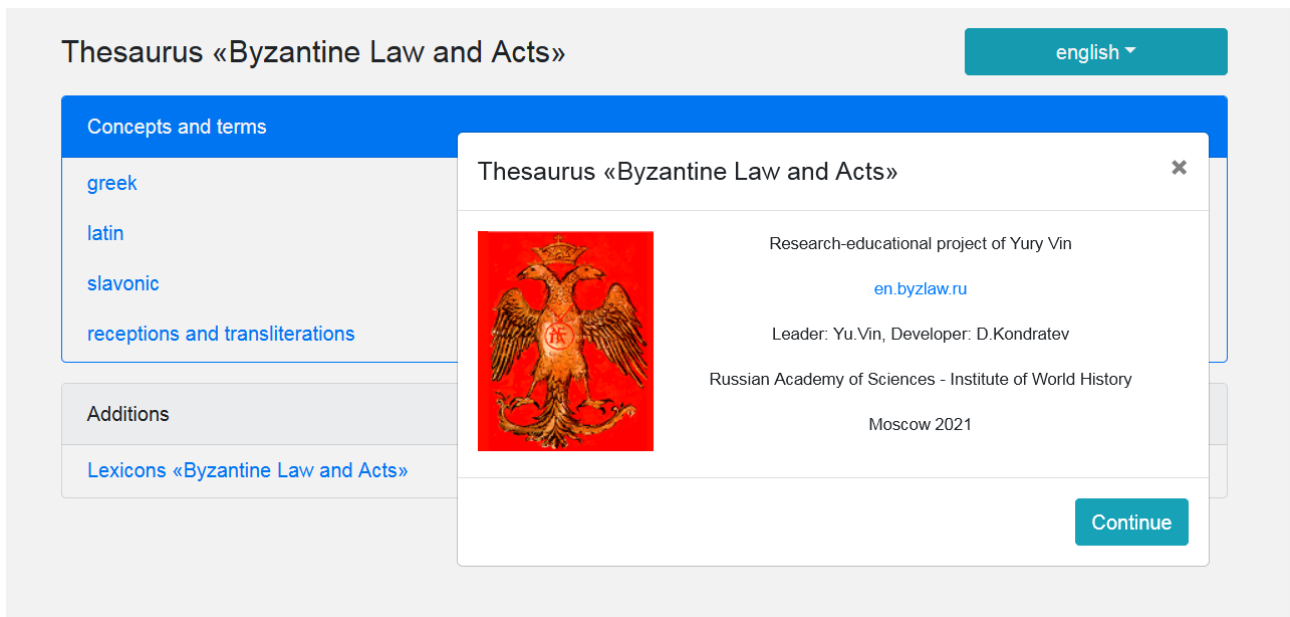 Thesaurus «Byzantine Law and Acts»
english
Concepts and terms
greek
latin
slavonic
receptions and transliterations
Additions
Lexicons «Byzantine Law and Acts»
Thesaurus «Byzantine Law and Acts»
×
Research-educational project of Yury Vin
en.byzlaw.ru
Leader: Yu.Vin, Developer: D.Kondratev
Russian Academy of Sciences - Institute of World History
Moscow 2021
Continue